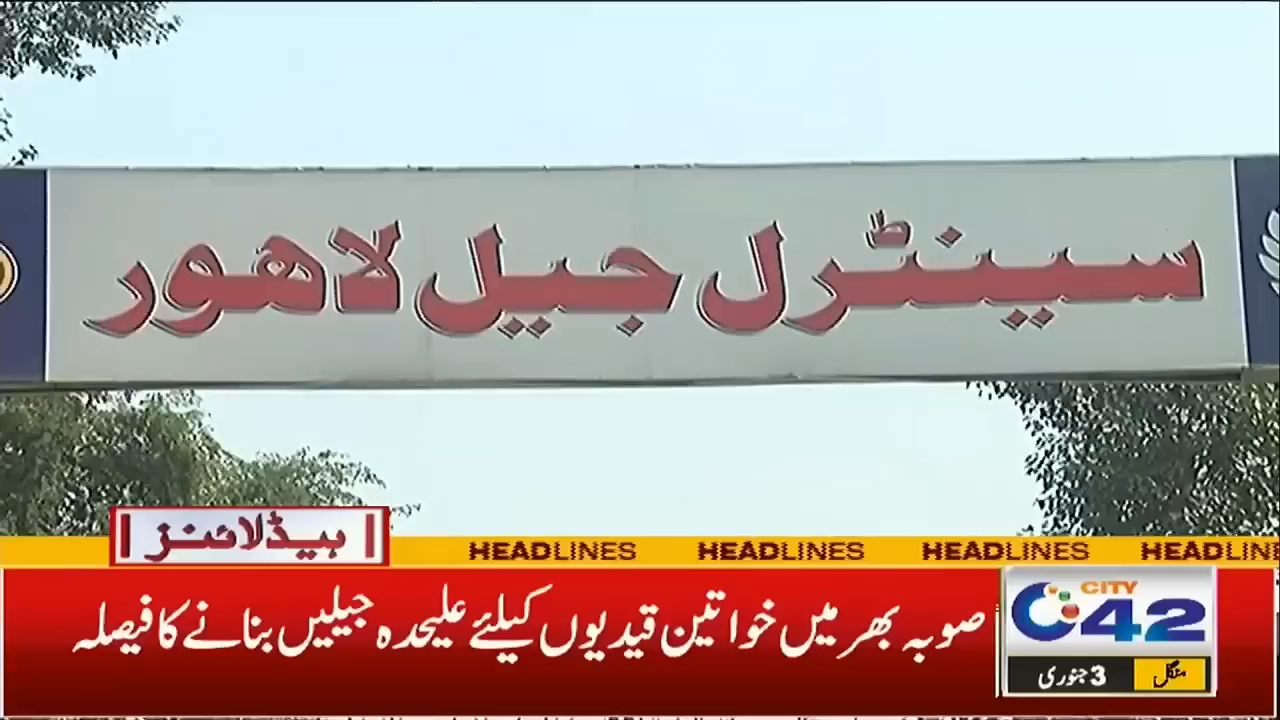 سینٹرل جیل لاہور
ہیڈلائنز
HEADLINES HEADLINES HEADLINES HEADLIN
صوبہ بھر میں خواتین قیدیوں کیلئے علیحدہ جیلیں بنانے کا فیصلہ
CITY
42
منگل 3 جنوری